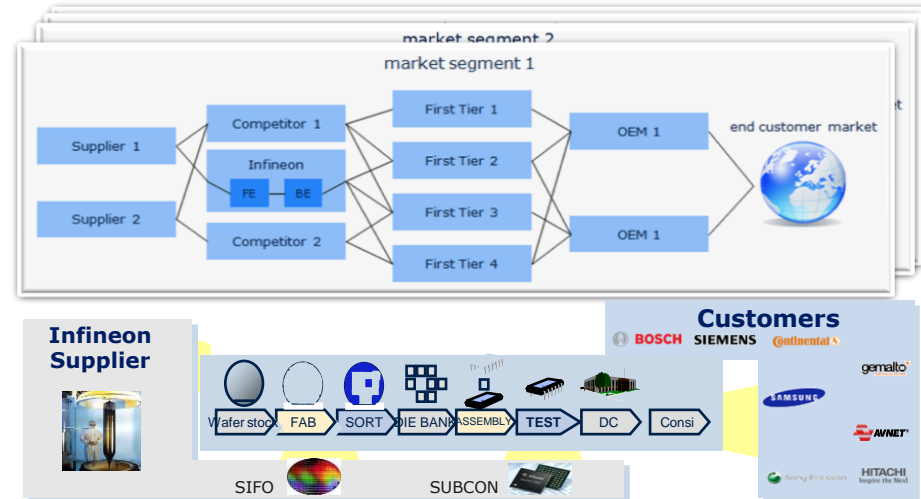 market segment 2
market segment 1
First Tier 1
Competitor 1
OEM 1
end customer market
Supplier 1
Infineon
First Tier 2
FE
BE
Supplier 2
First Tier 3
Competitor 2
OEM 1
First Tier 4
Infineon
Supplier
Customers
BOSCH
SIEMENS
Continental
gemalto
SAMSUNG
Wafer stock
FAB
SORT
DIE BANK
ASSEMBLY
TEST
DC
Consi
AVNET
Sony Ericsson
HITACHI
Inspire the Next
SIFO
SUBCON